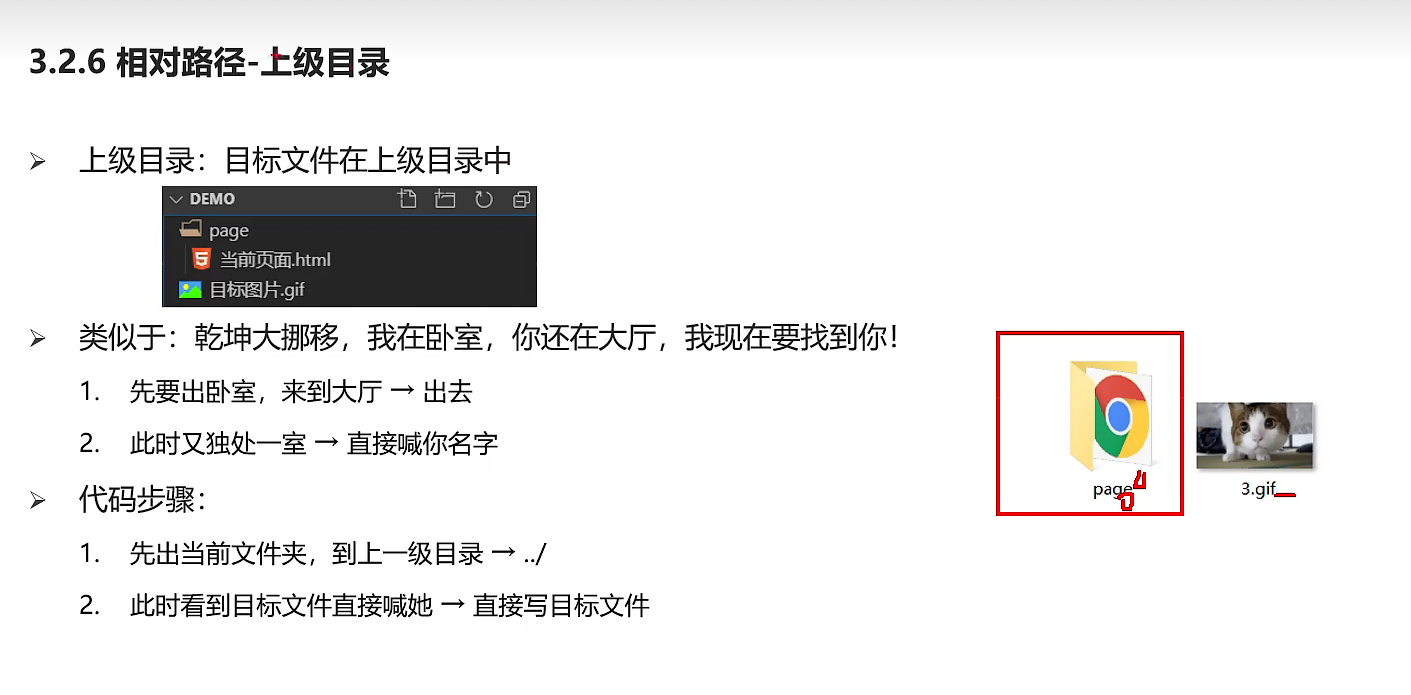 3.2.6 相对路径-上级目录
上级目录：目标文件在上级目录中
DEMO
page
当前页面.html
目标图片.gif
类似于：乾坤大挪移，我在卧室，你还在大厅，我现在要找到你！
1. 先要出卧室，来到大厅 → 出去
2. 此时又独处一室 → 直接喊你名字
代码步骤：
1. 先出当前文件夹，到上一级目录 → ../
2. 此时看到目标文件直接喊她 → 直接写目标文件
page
3.gif